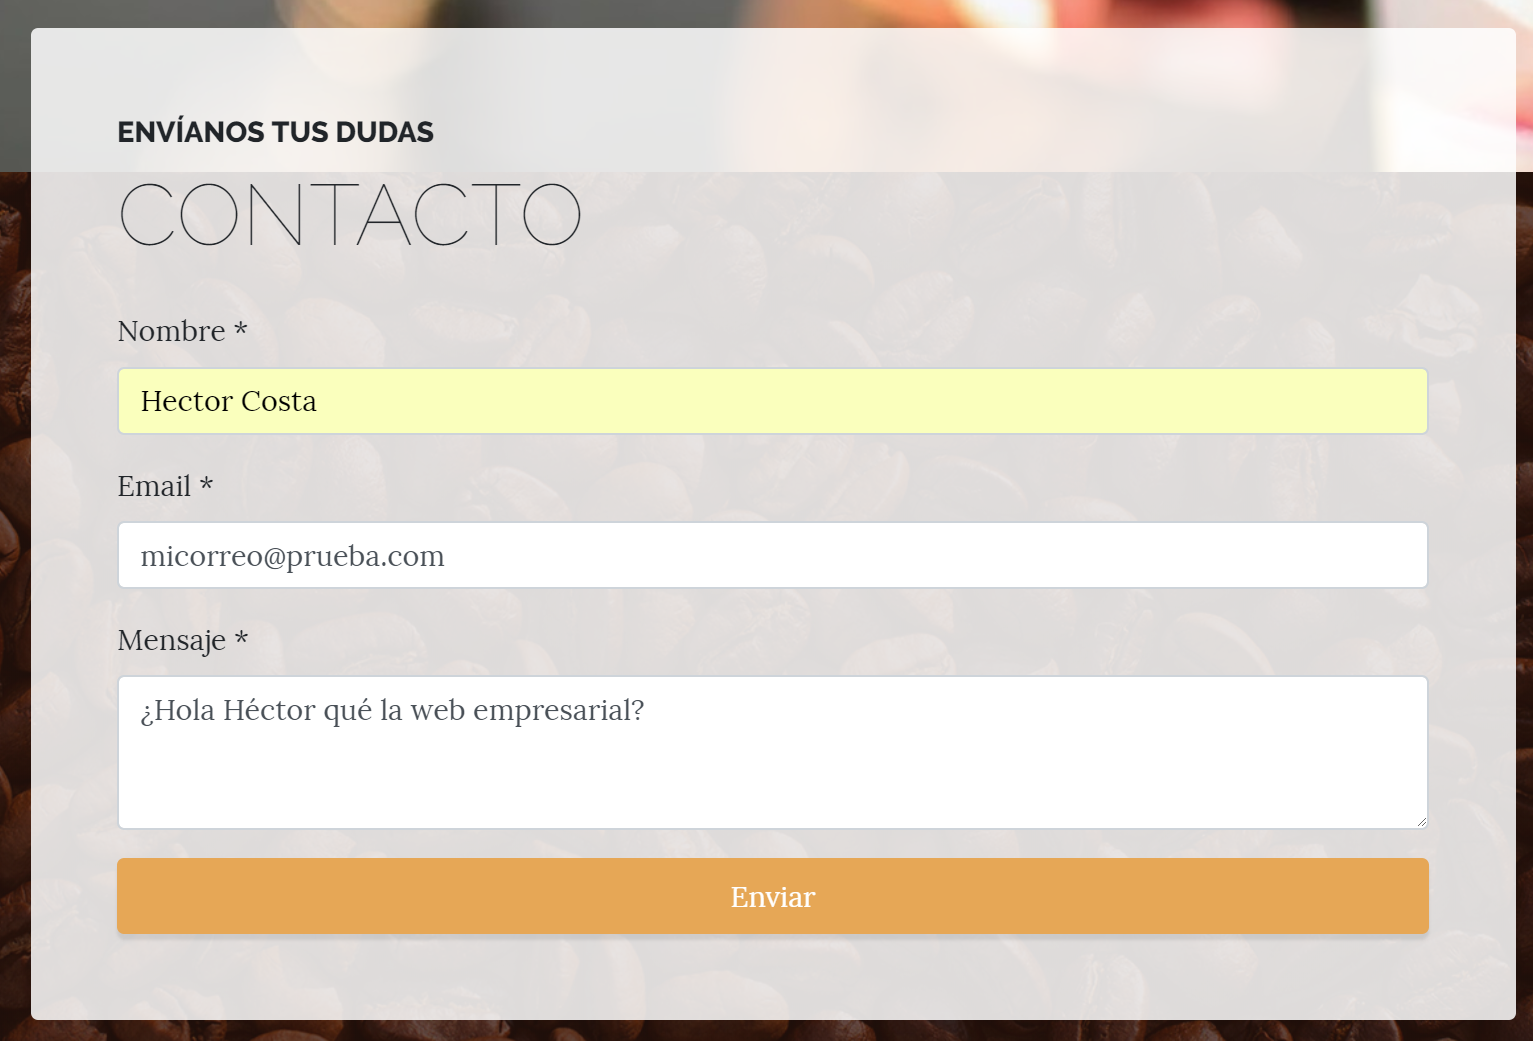 ENVÍANOS TUS DUDAS
CONTACTO
Nombre *
Hector Costa
Email *
micorreo@prueba.com
Mensaje *
¿Hola Héctor qué la web empresarial?
Enviar